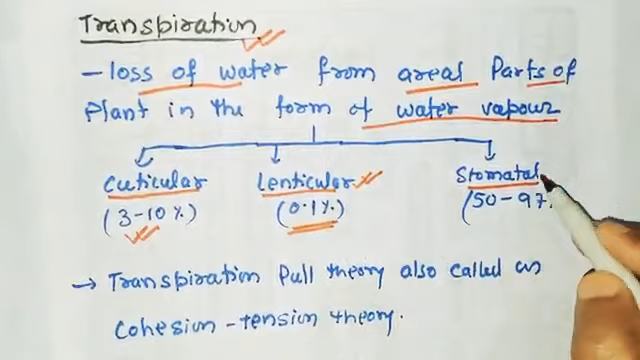 Transpiration
- loss of water from areal Parts of
Plant in the form of water vapour
Cuticular Lenticular Stomatal
(3-10%) (0.1%) (50-97%
→ Transpiration Pull theory also called as
Cohesion-tension theory.